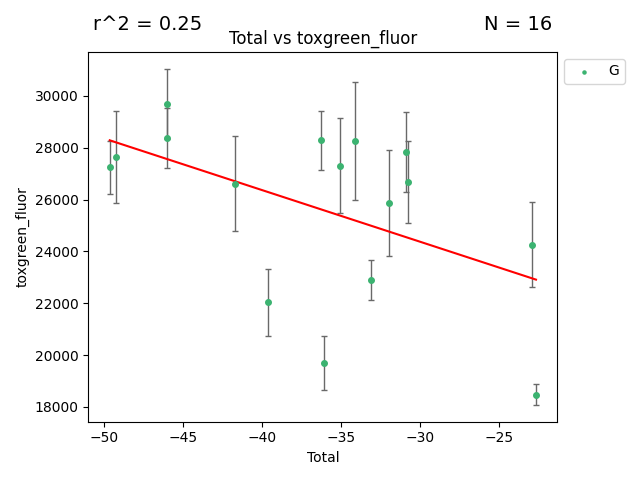 r^2 = 0.25
N = 16
Total vs toxgreen_fluor
G
toxgreen_fluor
30000
28000
26000
24000
22000
20000
18000
−50
−45
−40
−35
−30
−25
Total